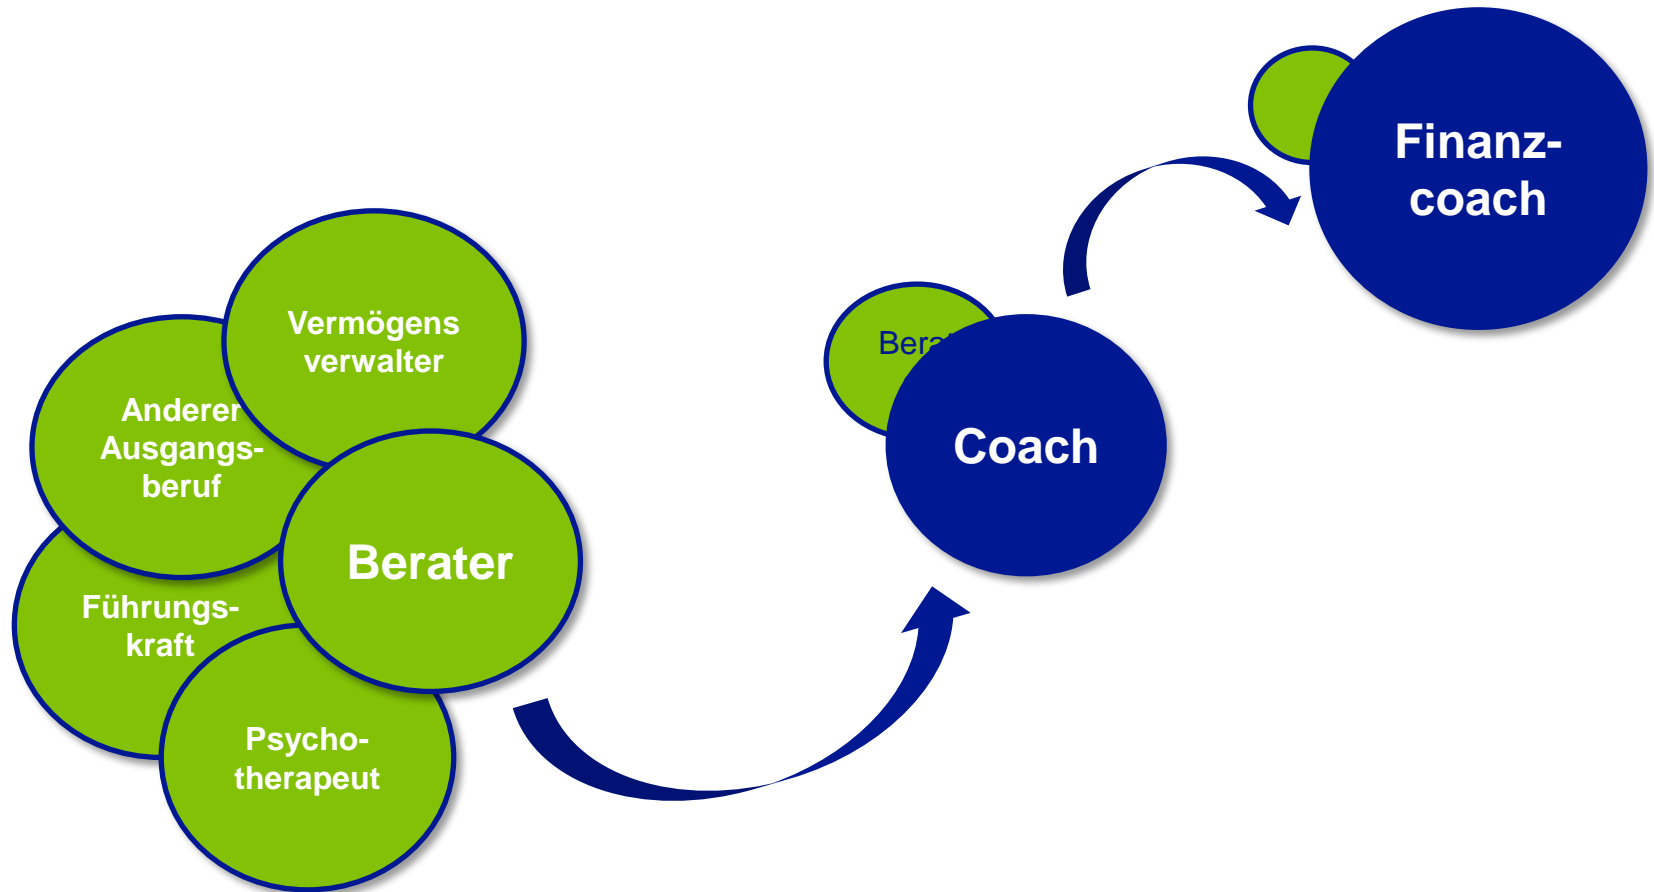 Finanz-
coach
Vermögens
verwalter
Anderer
Ausgangs-
beruf
Coach
Berater
Führungs-
kraft
Psycho-
therapeut